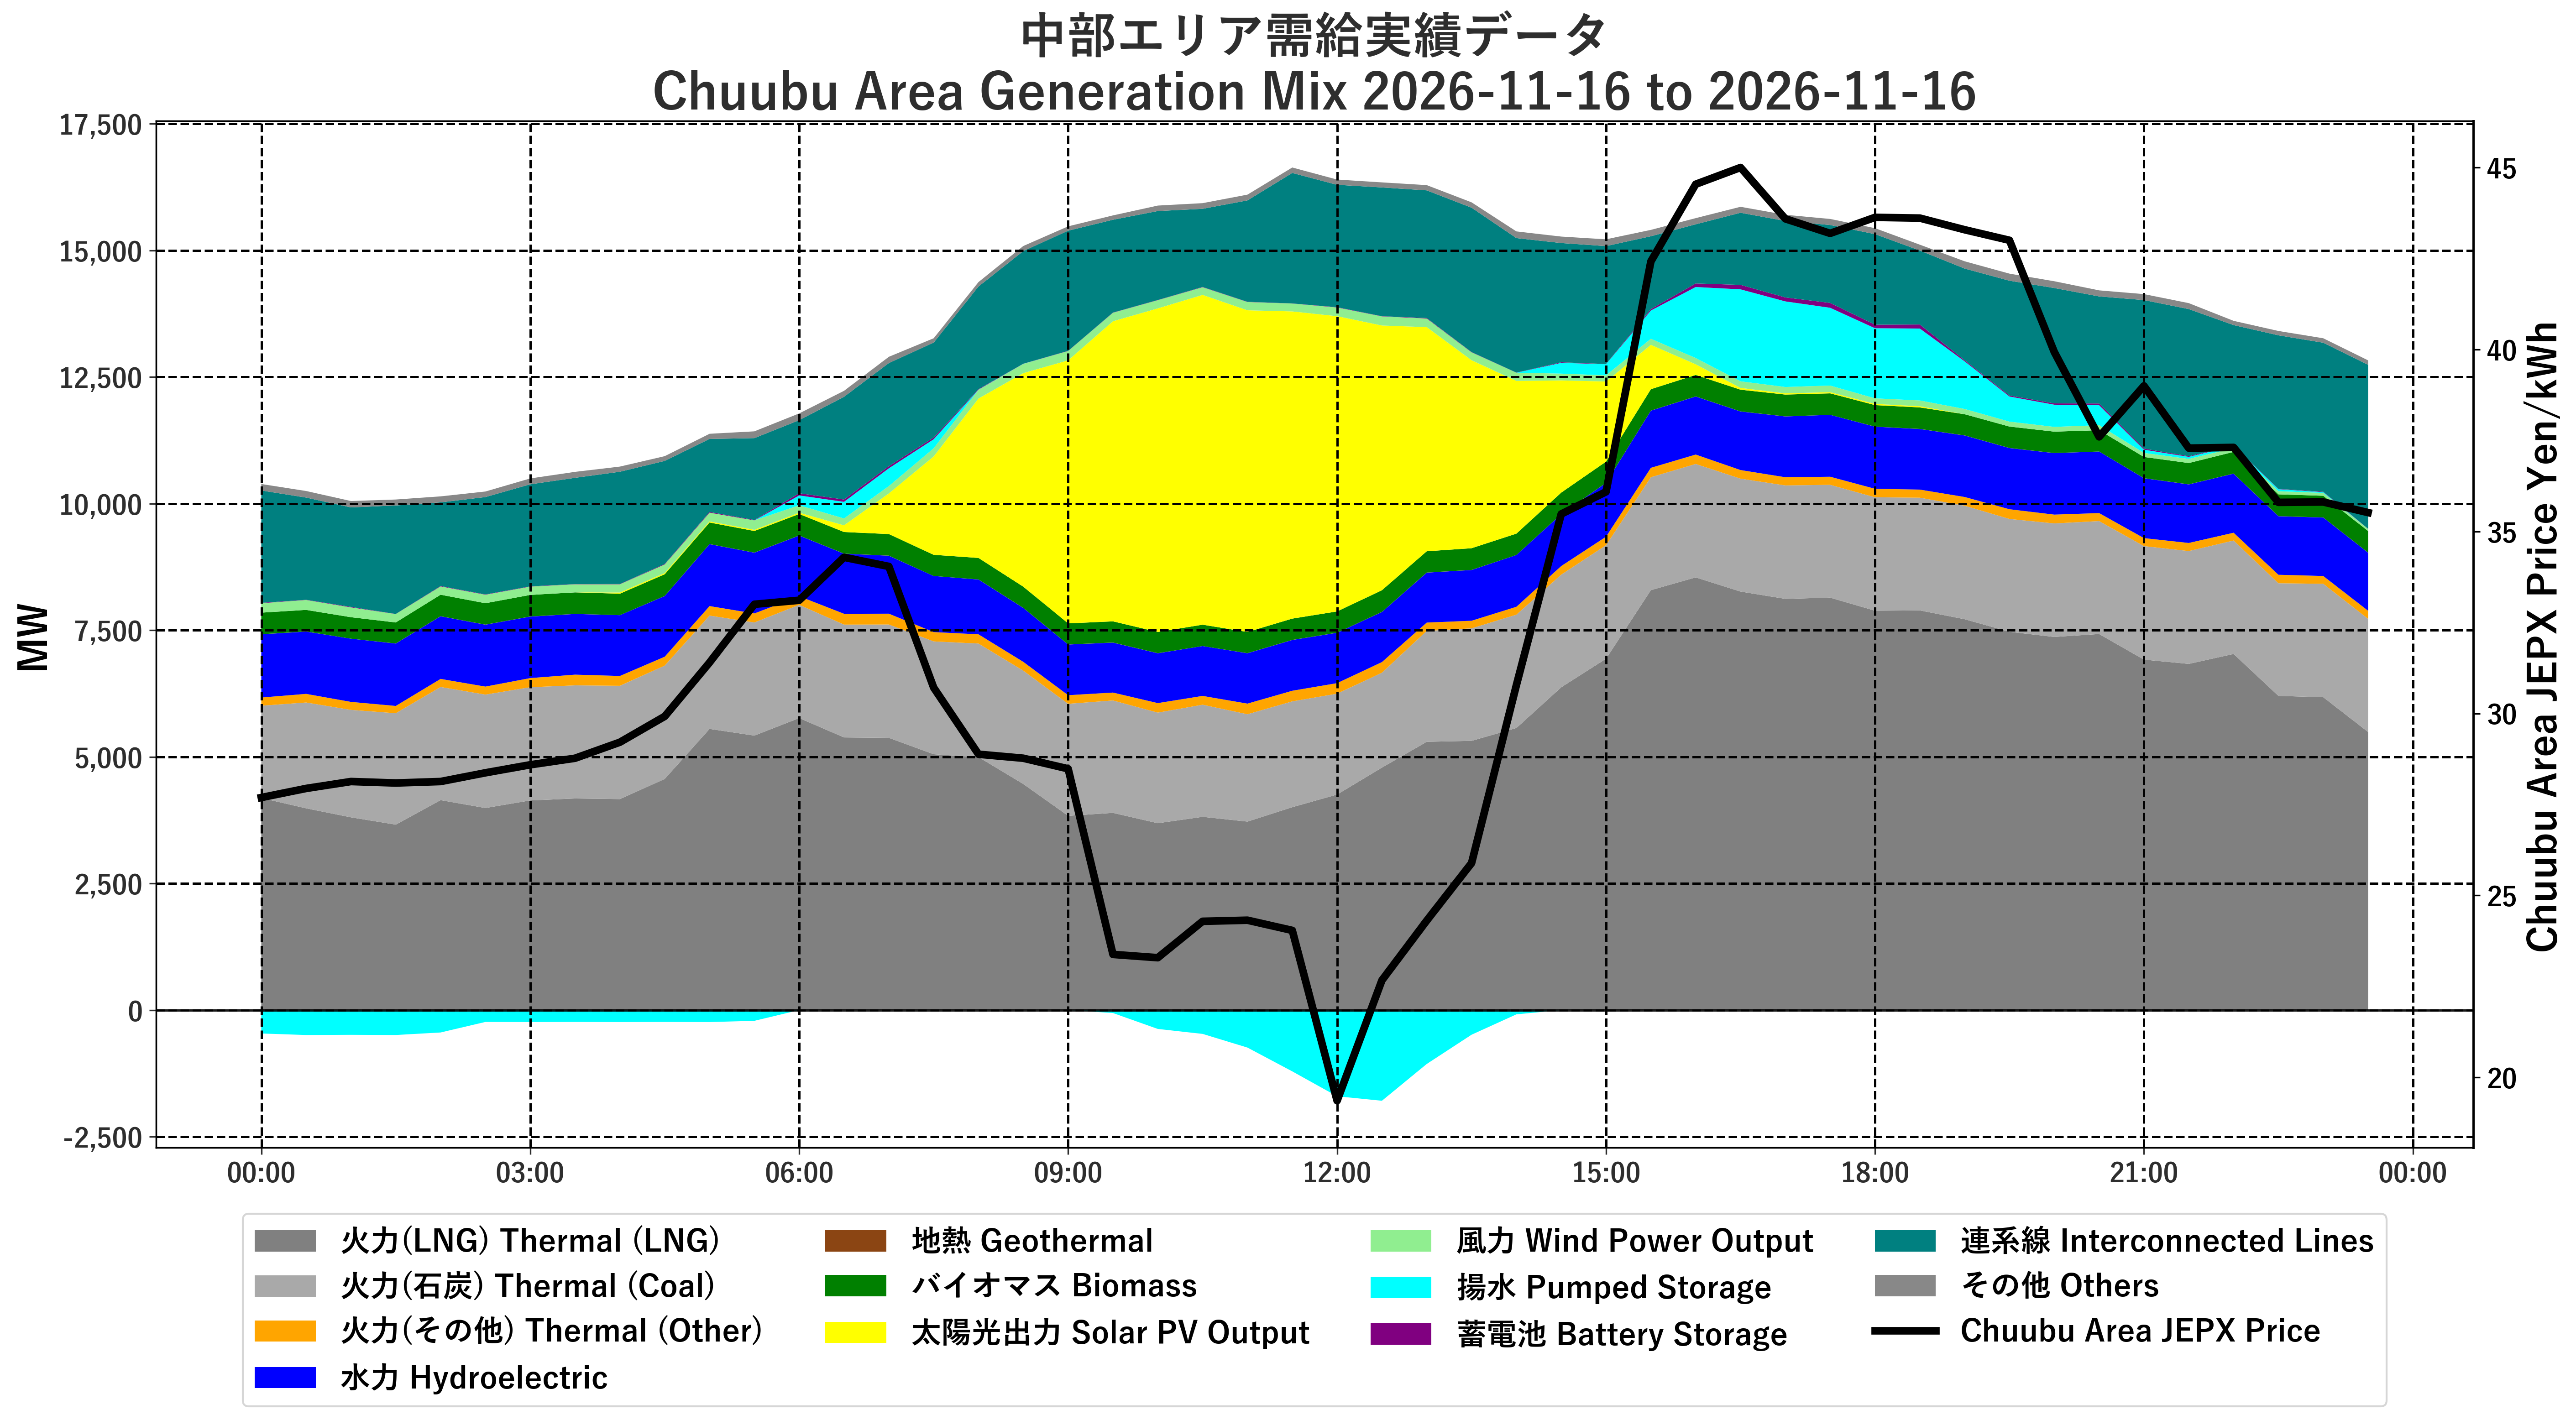 中部エリア需給実績データ
Chuubu Area Generation Mix 2026-11-16 to 2026-11-16
MW
17,500
15,000
12,500
10,000
7,500
5,000
2,500
0
-2,500
45
40
35
30
25
20
Chuubu Area JEPX Price Yen/kWh
00:00 03:00 06:00 09:00 12:00 15:00 18:00 21:00 00:00
火力(LNG) Thermal (LNG)
火力(石炭) Thermal (Coal)
火力(その他) Thermal (Other)
水力 Hydroelectric
地熱 Geothermal
バイオマス Biomass
太陽光出力 Solar PV Output
風力 Wind Power Output
揚水 Pumped Storage
蓄電池 Battery Storage
連系線 Interconnected Lines
その他 Others
Chuubu Area JEPX Price